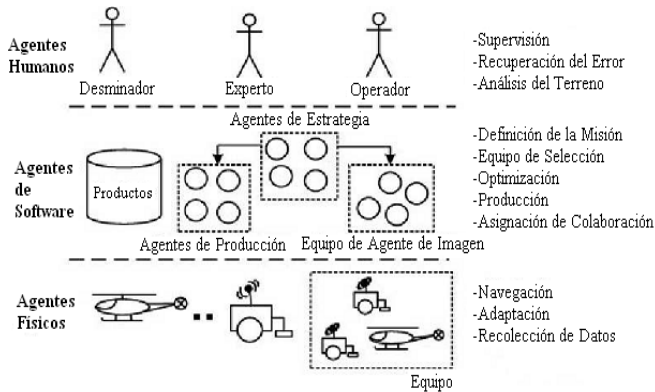 Agentes
Humanos
Desminador
Experto
Operador
-Supervisión
-Recuperación del Error
-Análisis del Terreno
Agentes de Estrategia
Agentes
de
Software
Productos
Agentes de Producción
Equipo de Agente de Imagen
-Definición de la Misión
-Equipo de Selección
-Optimización
-Producción
-Asignación de Colaboración
Agentes
Físicos
Equipo
-Navegación
-Adaptación
-Recolección de Datos